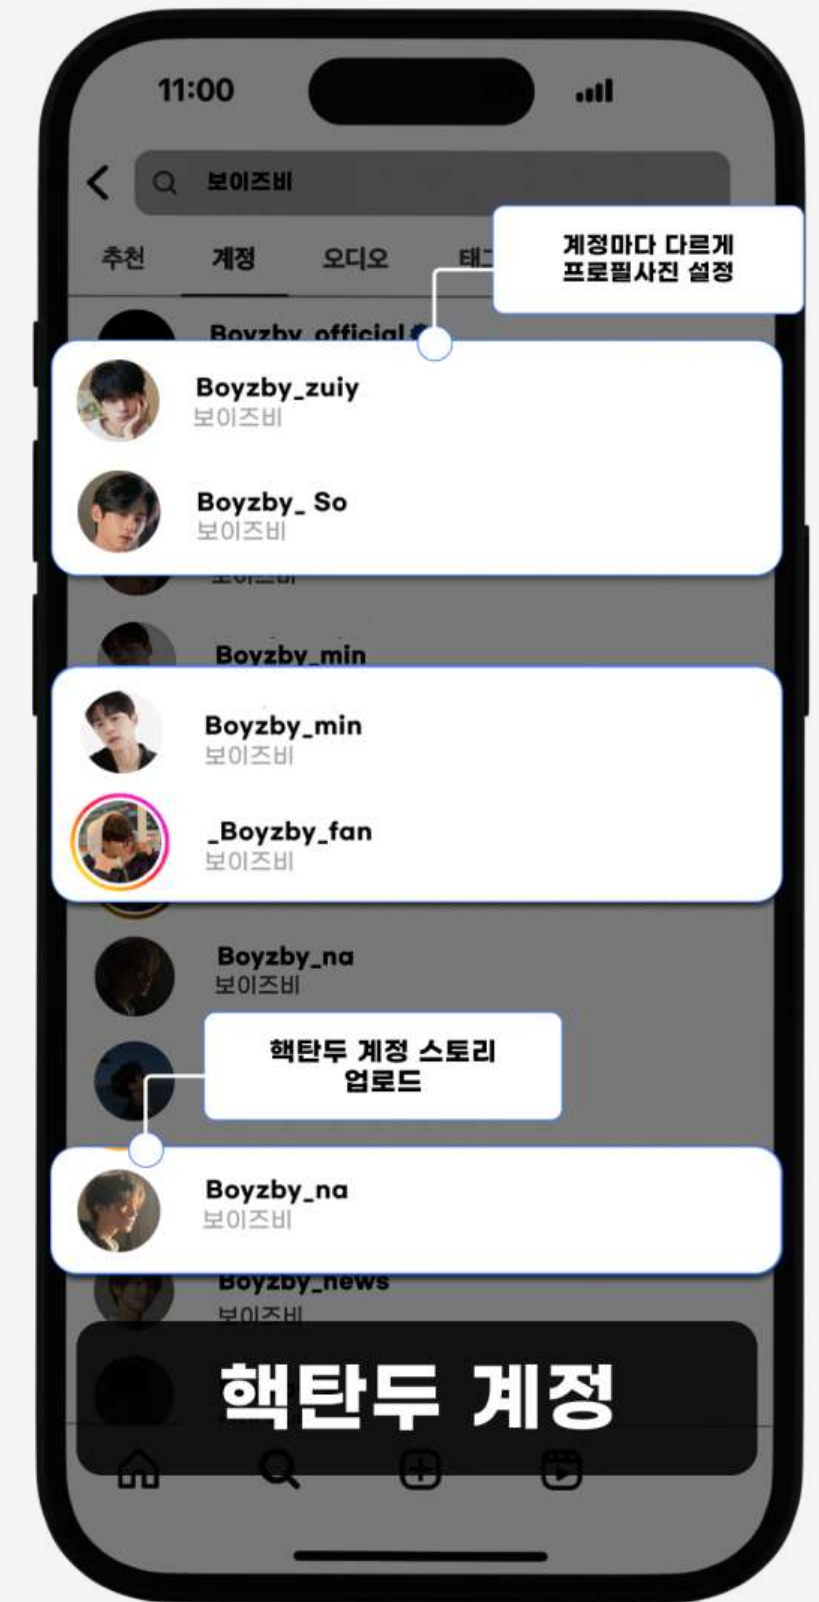 11:00
보이즈비
추천 계정 오디오
계정마다 다르게
프로필사진 설정
Boyzby_official
Boyzby_zuiy
보이즈비
Boyzby_ So
보이즈비
보이즈비
Boyzby_min
Boyzby_min
보이즈비
_Boyzby_fan
보이즈비
Boyzby_na
보이즈비
핵탄두 계정 스토리
업로드
Boyzby_na
보이즈비
Boyzby_news
보이즈비
핵탄두 계정